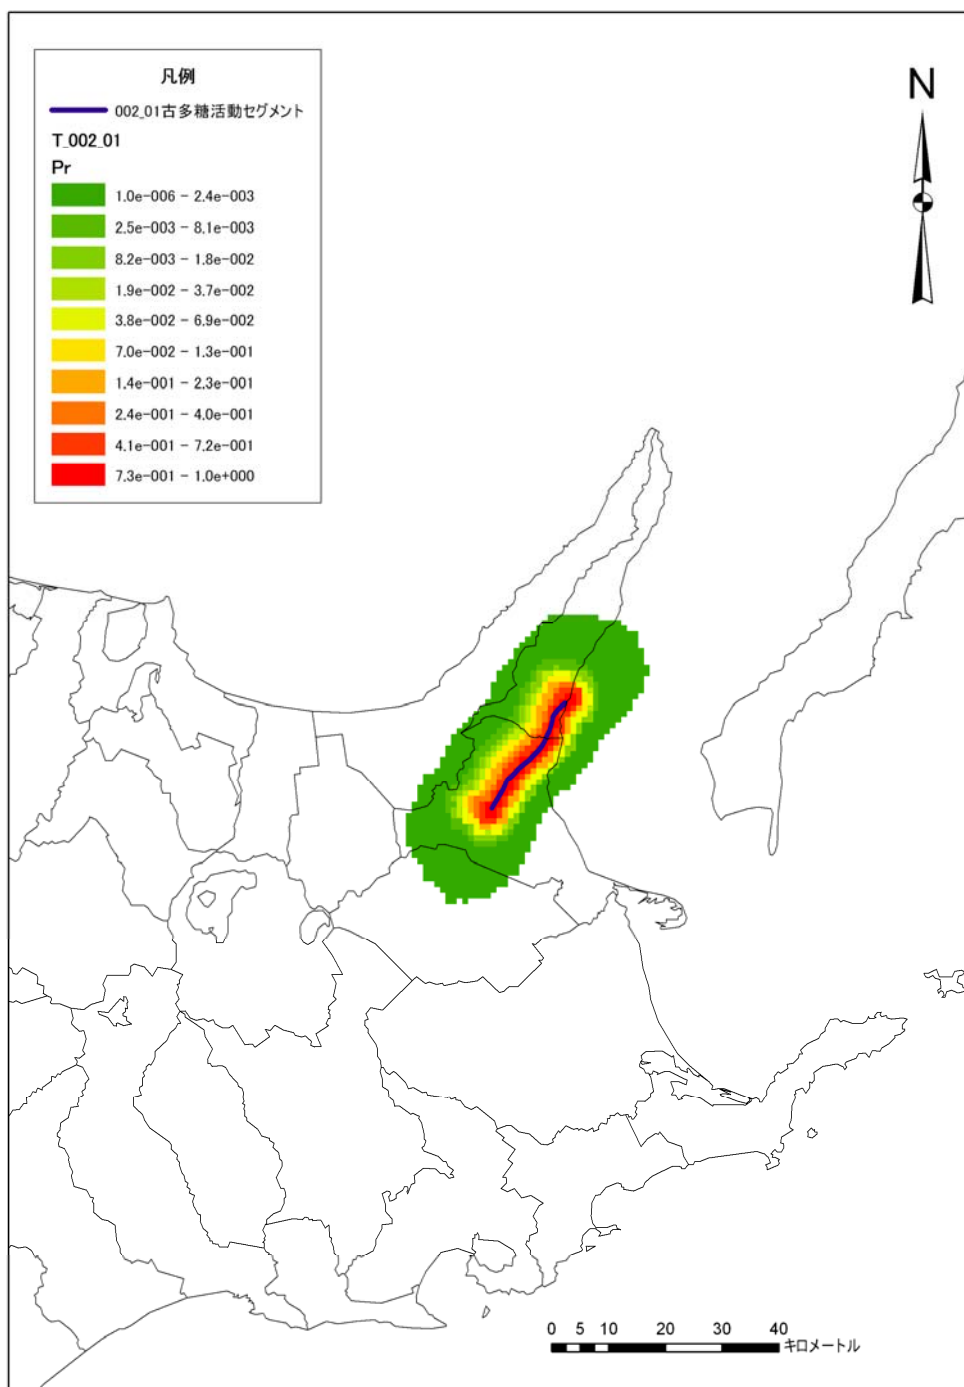 凡例
002_01古多糖活動セグメント
T_002_01
Pr
1.0e-006 - 2.4e-003
2.5e-003 - 8.1e-003
8.2e-003 - 1.8e-002
1.9e-002 - 3.7e-002
3.8e-002 - 6.9e-002
7.0e-002 - 1.3e-001
1.4e-001 - 2.3e-001
2.4e-001 - 4.0e-001
4.1e-001 - 7.2e-001
7.3e-001 - 1.0e+000
N
0 5 10 20 30 40
キロメートル